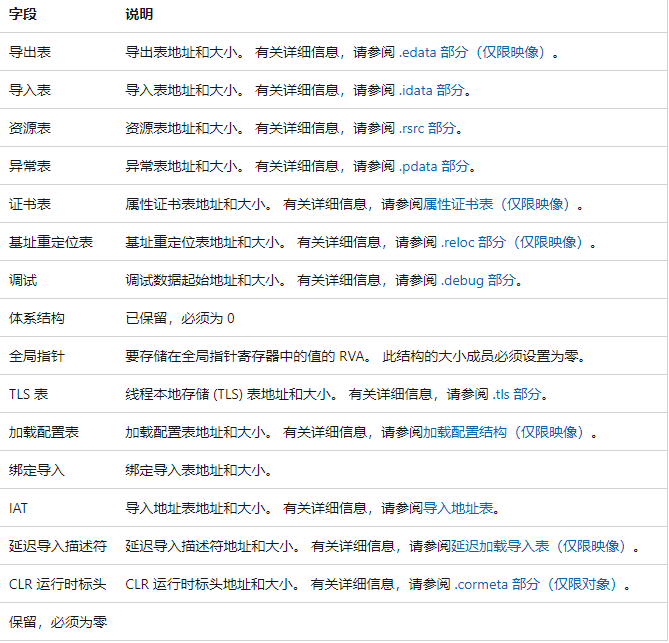 字段 说明
导出表 导出表地址和大小。 有关详细信息，请参阅 .edata 部分（仅限映像）。
导入表 导入表地址和大小。 有关详细信息，请参阅 .idata 部分。
资源表 资源表地址和大小。 有关详细信息，请参阅 .rsrc 部分。
异常表 异常表地址和大小。 有关详细信息，请参阅 .pdata 部分。
证书表 属性证书表地址和大小。 有关详细信息，请参阅属性证书表（仅限映像）。
基址重定位表 基址重定位表地址和大小。 有关详细信息，请参阅 .reloc 部分（仅限映像）。
调试 调试数据起始地址和大小。 有关详细信息，请参阅 .debug 部分。
体系结构 已保留，必须为 0
全局指针 要存储在全局指针寄存器中的值的 RVA。 此结构的大小成员必须设置为零。
TLS 表 线程本地存储 (TLS) 表地址和大小。 有关详细信息，请参阅 .tls 部分。
加载配置表 加载配置表地址和大小。 有关详细信息，请参阅加载配置结构（仅限映像）。
绑定导入 绑定导入表地址和大小。
IAT 导入地址表地址和大小。 有关详细信息，请参阅导入地址表。
延迟导入描述符 延迟导入描述符地址和大小。 有关详细信息，请参阅延迟加载导入表（仅限映像）。
CLR 运行时标头 CLR 运行时标头地址和大小。 有关详细信息，请参阅 .cormeta 部分（仅限对象）。
保留，必须为零